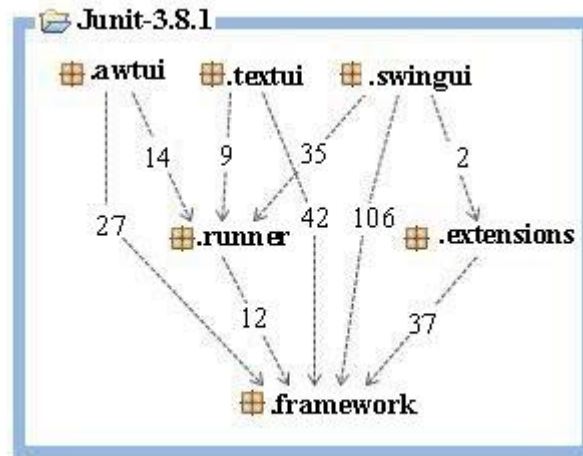 Junit-3.8.1
.awtui .textui .swingui
14 9 35 2
27 42 106
.runner .extensions
12 37
.framework